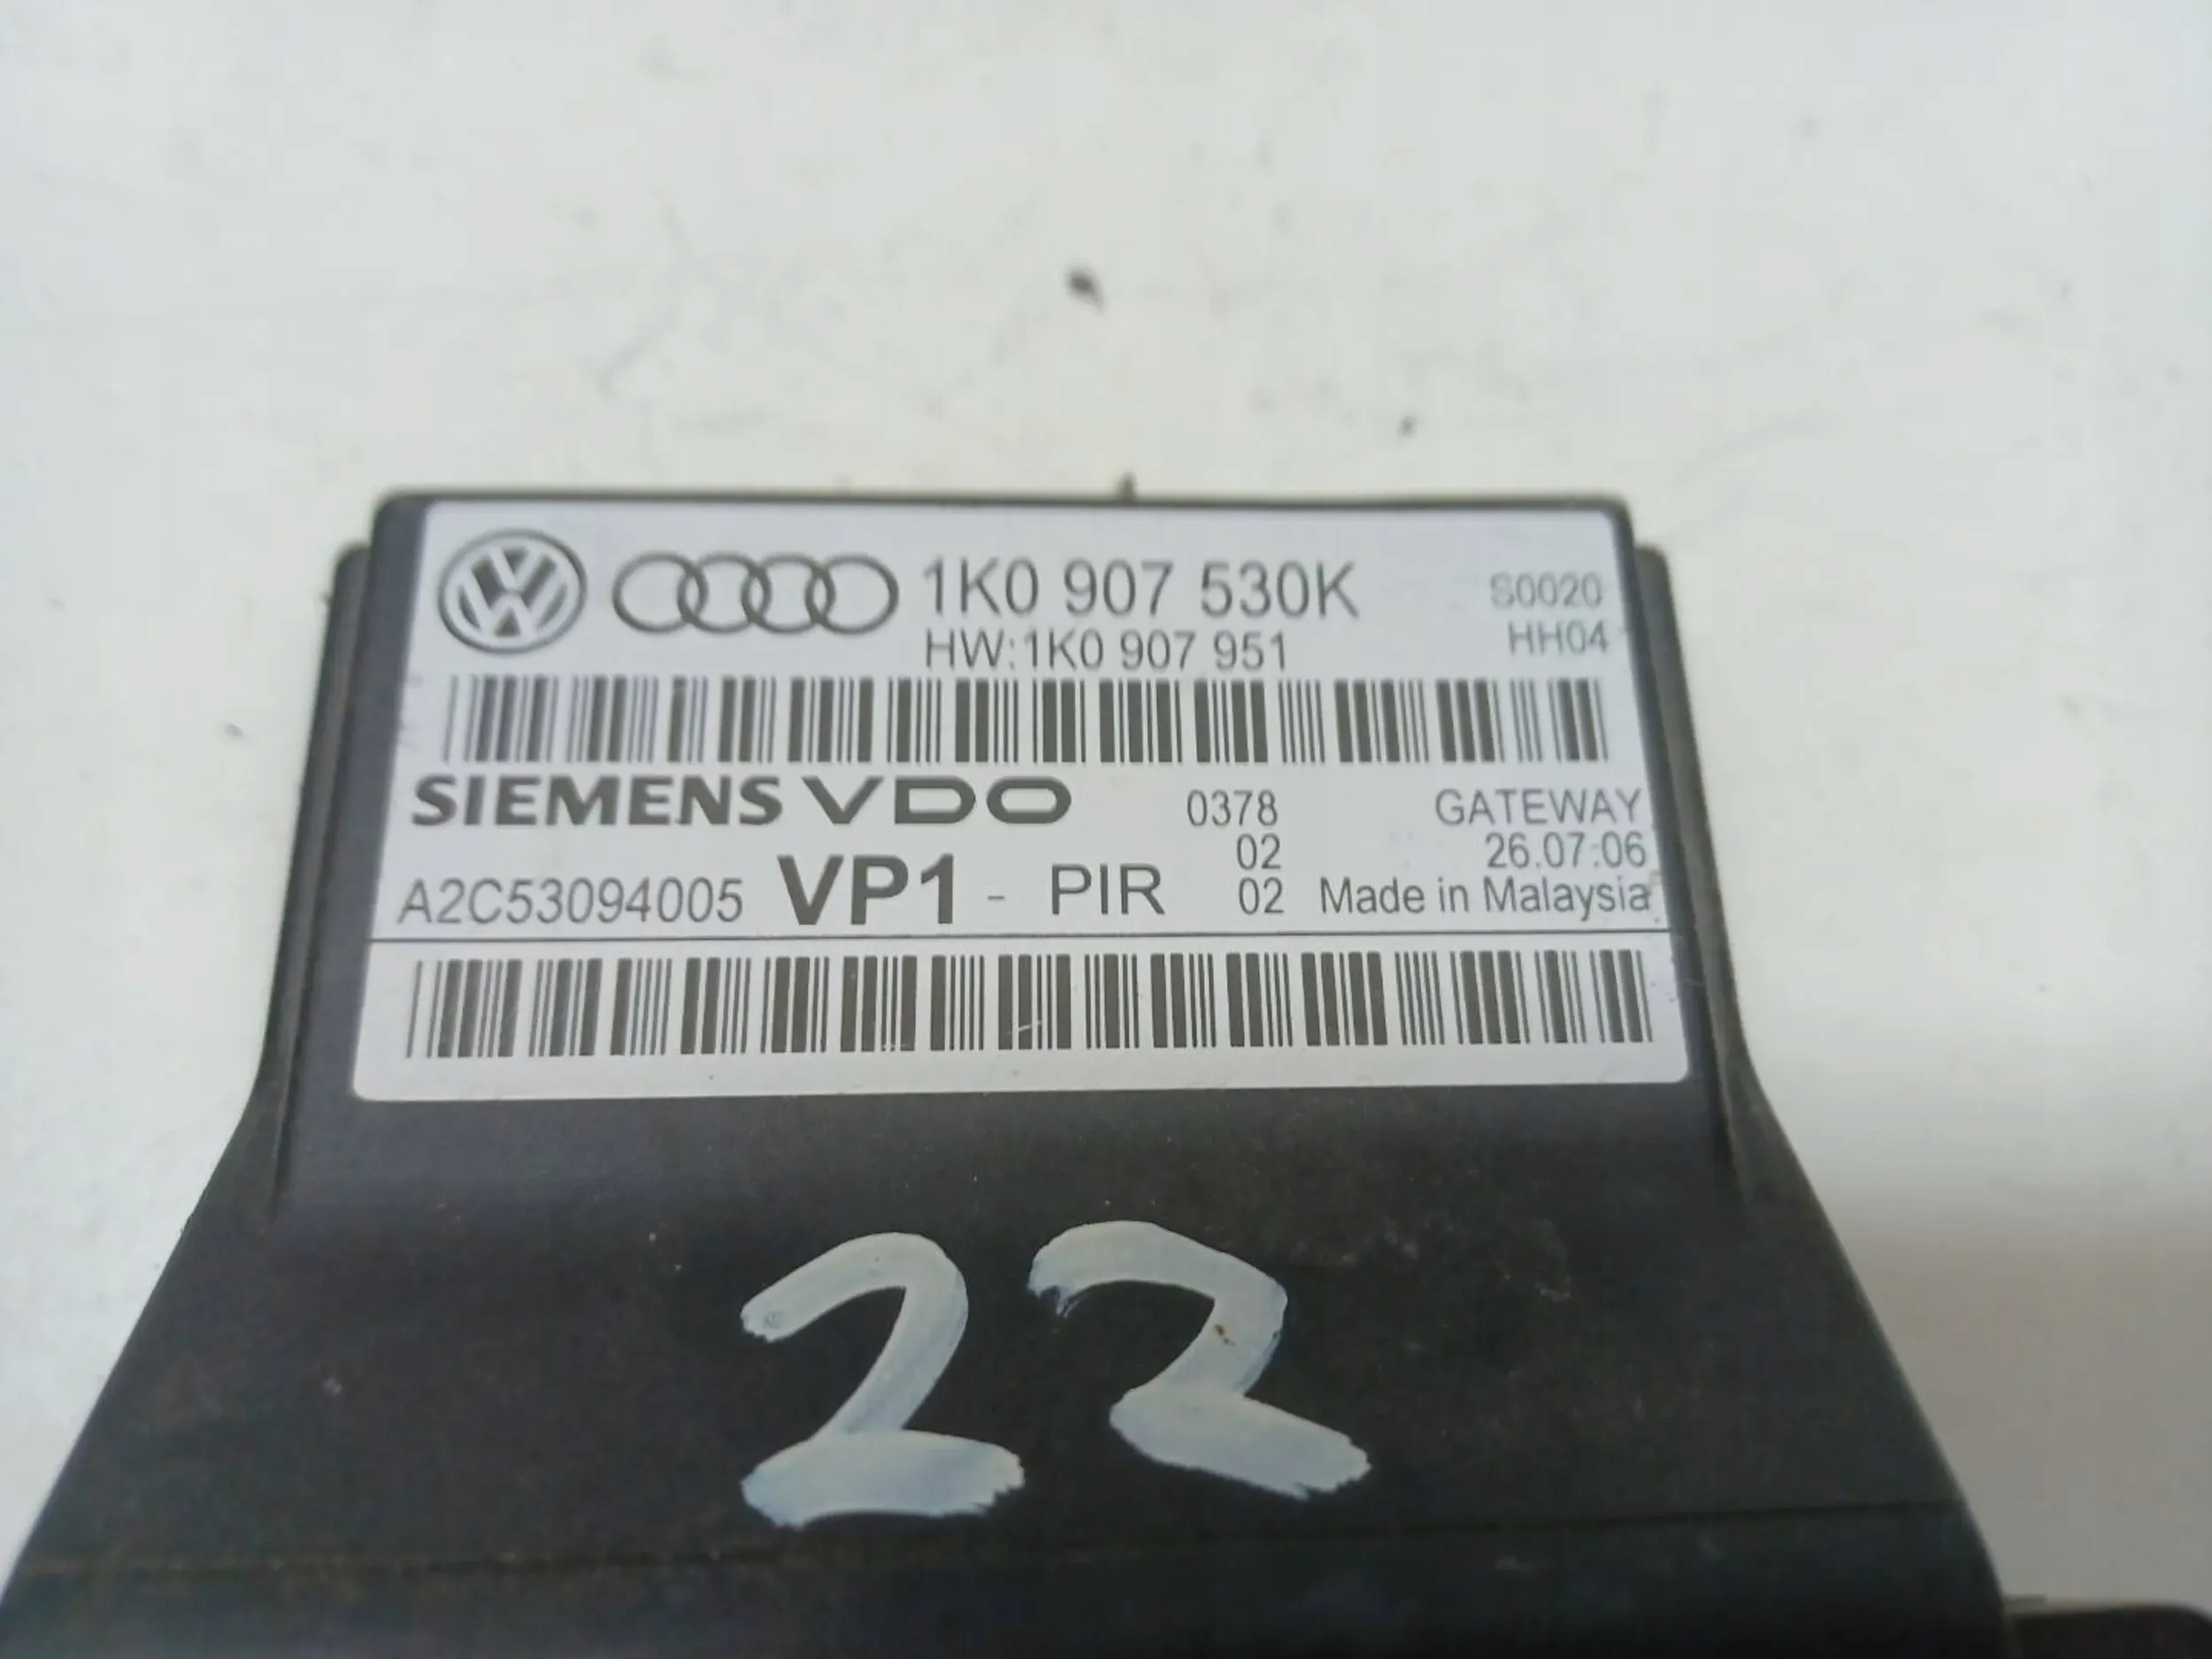 1K0 907 530K S0020
HW:1K0 907 951 HH04
SIEMENS VDO 0378 GATEWAY
02 26.07.06
A2C53094005 VP1 - PIR 02 Made in Malaysia
22